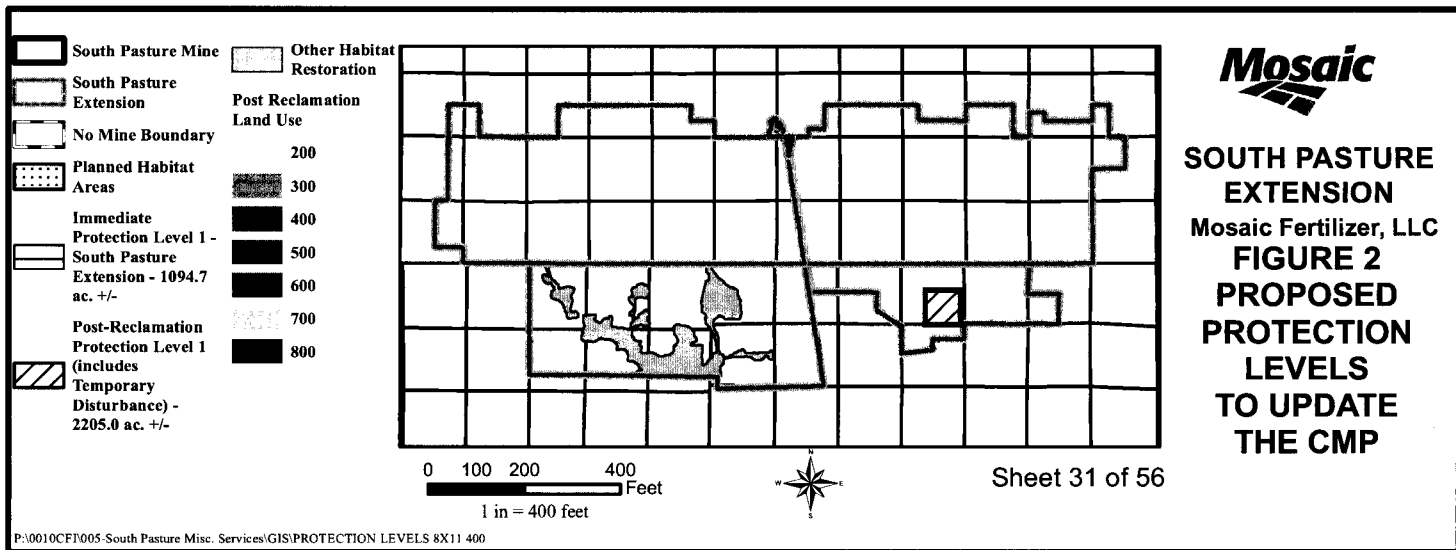 South Pasture Mine
South Pasture
Extension
No Mine Boundary
Planned Habitat
Areas
Immediate
Protection Level 1 -
South Pasture
Extension - 1094.7
ac. +/-
Post-Reclamation
Protection Level 1
(includes
Temporary
Disturbance) -
2205.0 ac. +/-
Other Habitat
Restoration
Post Reclamation
Land Use
200
300
400
500
600
700
800
0 100 200 400
Feet
1 in = 400 feet
N
W E
S
Sheet 31 of 56
Mosaic
SOUTH PASTURE
EXTENSION
Mosaic Fertilizer, LLC
FIGURE 2
PROPOSED
PROTECTION
LEVELS
TO UPDATE
THE CMP
P:\0010CFI\005-South Pasture Misc. Services\GIS\PROTECTION LEVELS 8X11 400